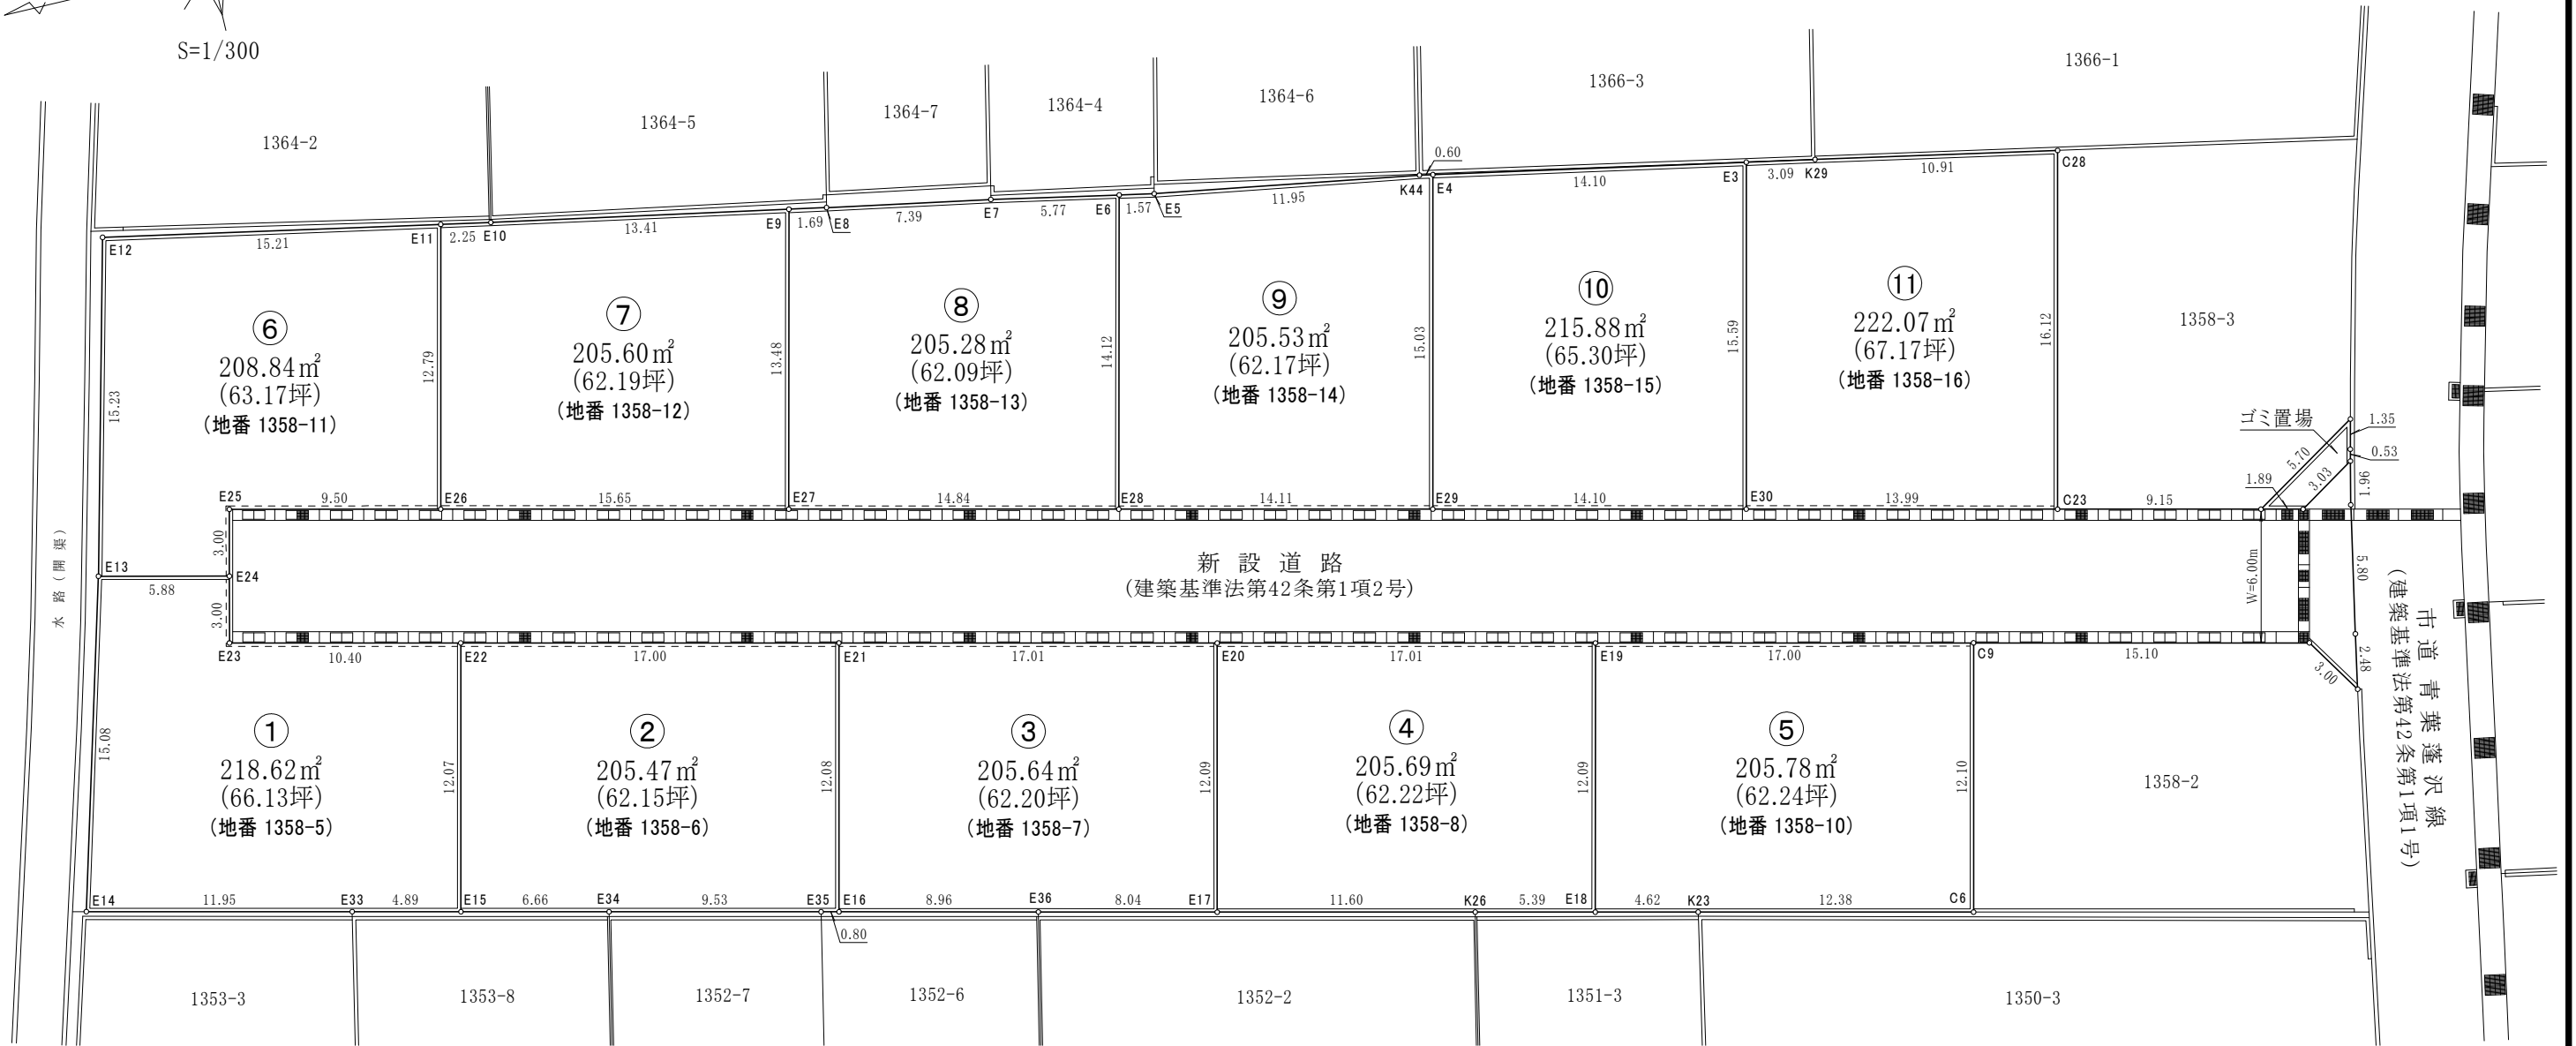 S=1/300
1364-2
1364-5
1364-7
1364-4
1364-6
1366-3
1366-1
0.60
E12
15.21
E11
2.25
E10
13.41
E9
1.69
E8
7.39
E7
5.77
E6
1.57
E5
11.95
K44
E4
14.10
E3
3.09
K29
10.91
C28
⑥
208.84㎡
(63.17坪)
(地番 1358-11)
⑦
205.60㎡
(62.19坪)
(地番 1358-12)
⑧
205.28㎡
(62.09坪)
(地番 1358-13)
⑨
205.53㎡
(62.17坪)
(地番 1358-14)
⑩
215.88㎡
(65.30坪)
(地番 1358-15)
⑪
222.07㎡
(67.17坪)
(地番 1358-16)
1358-3
15.23
12.79
13.48
14.12
15.03
15.59
16.12
ゴミ置場
1.35
0.53
5.70
3.03
1.89
1.96
E25
9.50
E26
15.65
E27
14.84
E28
14.11
E29
14.10
E30
13.99
C23
9.15
3.00
E13
5.88
E24
3.00
新設道路
(建築基準法第42条第1項2号)
W=6.00m
5.80
2.48
3.00
水路(開渠)
市道 青葉蓬沢線
(建築基準法第42条第1項1号)
E23
10.40
E22
17.00
E21
17.01
E20
17.01
E19
17.00
C9
15.10
①
218.62㎡
(66.13坪)
(地番 1358-5)
②
205.47㎡
(62.15坪)
(地番 1358-6)
③
205.64㎡
(62.20坪)
(地番 1358-7)
④
205.69㎡
(62.22坪)
(地番 1358-8)
⑤
205.78㎡
(62.24坪)
(地番 1358-10)
1358-2
15.08
12.07
12.08
12.09
12.09
12.10
E14
11.95
E33
4.89
E15
6.66
E34
9.53
E35
E16
8.96
E36
8.04
E17
11.60
K26
5.39
E18
4.62
K23
12.38
C6
0.80
1353-3
1353-8
1352-7
1352-6
1352-2
1351-3
1350-3